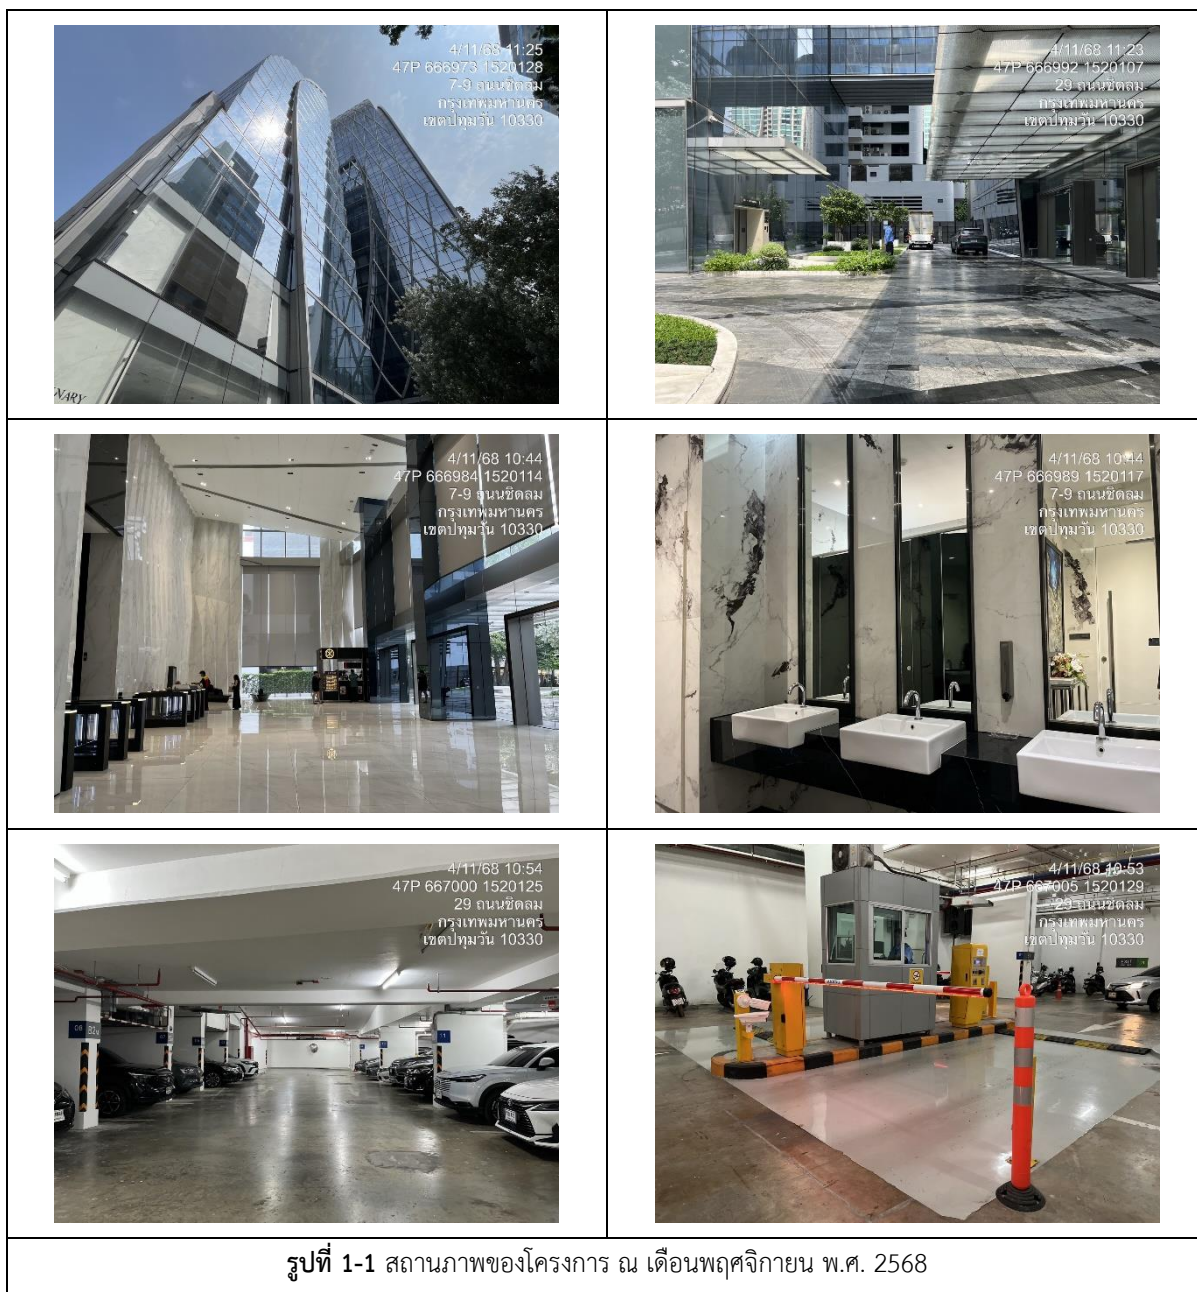 4/11/68 11:25
47P 666973 1520128
7-9 ถนนชิดลม
กรุงเทพมหานคร
เขตปทุมวัน 10330
NARY
4/11/68 11:23
47P 666992 1520107
29 ถนนชิดลม
กรุงเทพมหานคร
เขตปทุมวัน 10330
4/11/68 10:44
47P 666984 1520114
7-9 ถนนชิดลม
กรุงเทพมหานคร
เขตปทุมวัน 10330
4/11/68 10:44
47P 666989 1520117
7-9 ถนนชิดลม
กรุงเทพมหานคร
เขตปทุมวัน 10330
4/11/68 10:54
47P 667000 1520125
29 ถนนชิดลม
กรุงเทพมหานคร
เขตปทุมวัน 10330
08
B2
11
4/11/68 10:53
47P 667005 1520129
29 ถนนชิดลม
กรุงเทพมหานคร
เขตปทุมวัน 10330
รูปที่ 1-1 สถานภาพของโครงการ ณ เดือนพฤศจิกายน พ.ศ. 2568